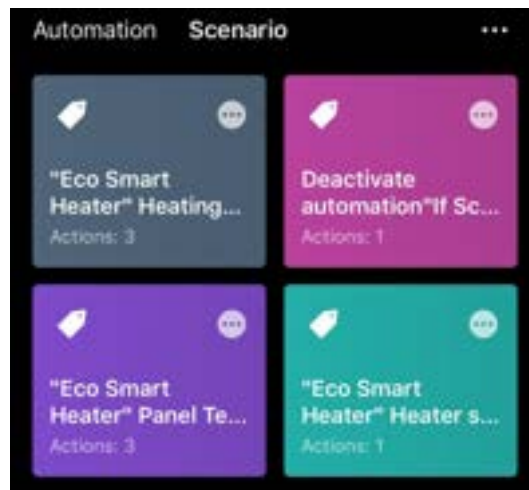 Automation Scenario
"Eco Smart
Heater" Heating...
Actions: 3
Deactivate
automation"If Sc...
Actions: 1
"Eco Smart
Heater" Panel Te...
Actions: 3
"Eco Smart
Heater" Heater s...
Actions: 1